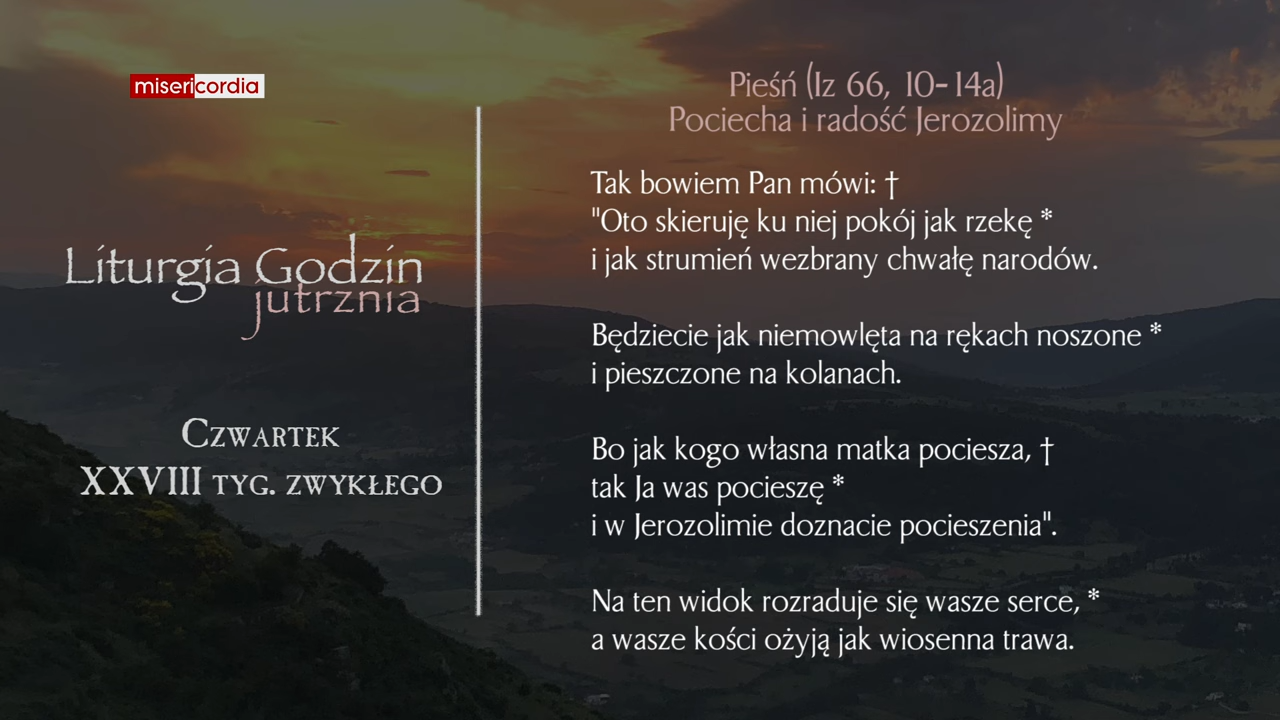 misericordia
Liturgia Godzin
jutrznia
Czwartek
XXVIII tyg. zwykłego
Pieśń (Iz 66, 10-14a)
Pociecha i radość Jerozolimy
Tak bowiem Pan mówi: †
"Oto skieruję ku niej pokój jak rzekę *
i jak strumień wezbrany chwałę narodów.
Będziecie jak niemowlęta na rękach noszone *
i pieszczone na kolanach.
Bo jak kogo własna matka pociesza, †
tak Ja was pocieszę *
i w Jerozolimie doznacie pocieszenia".
Na ten widok rozraduje się wasze serce, *
a wasze kości ożyją jak wiosenna trawa.